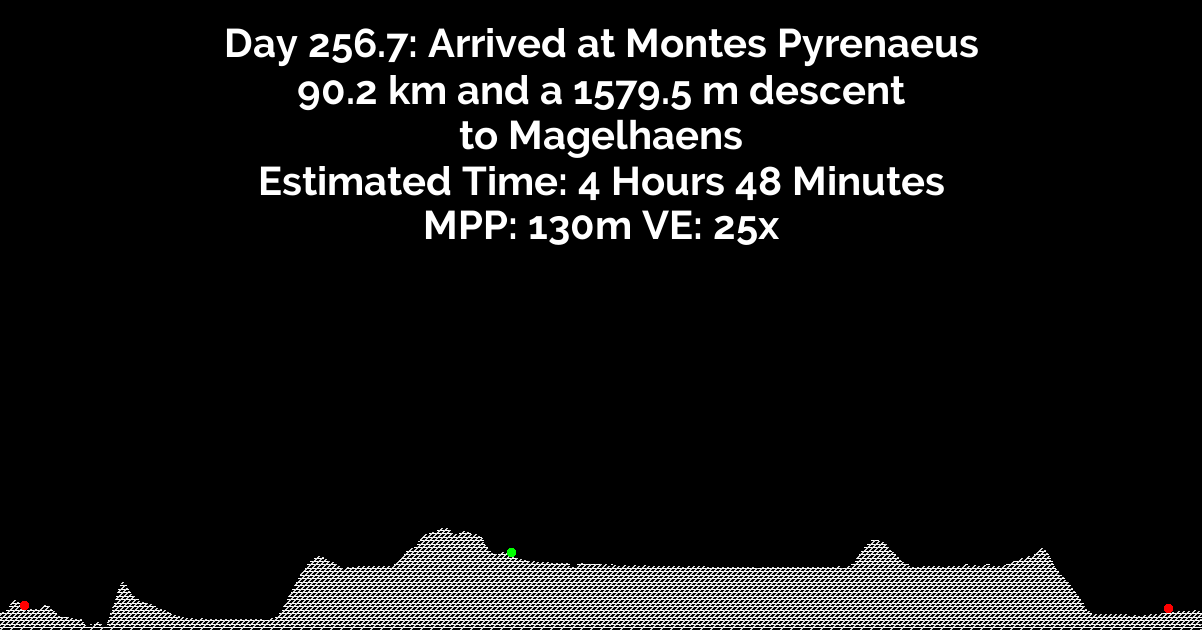 Day 256.7: Arrived at Montes Pyrenaeus
90.2 km and a 1579.5 m descent
to Magelhaens
Estimated Time: 4 Hours 48 Minutes
MPP: 130m VE: 25x